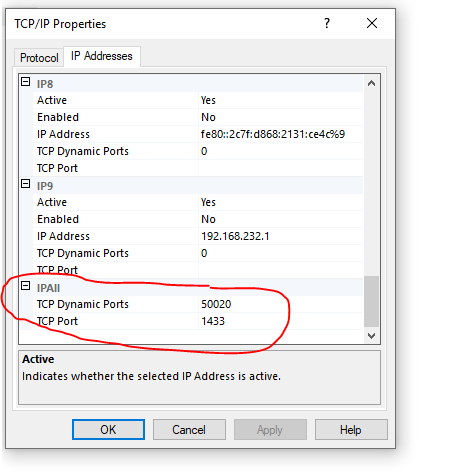 TCP/IP Properties
? ×
Protocol IP Addresses
IP8
Active Yes
Enabled No
IP Address fe80::2c7f:d868:2131:ce4c%9
TCP Dynamic Ports 0
TCP Port
IP9
Active Yes
Enabled No
IP Address 192.168.232.1
TCP Dynamic Ports 0
TCP Port
IPAll
TCP Dynamic Ports 50020
TCP Port 1433
Active
Indicates whether the selected IP Address is active.
OK Cancel Apply Help